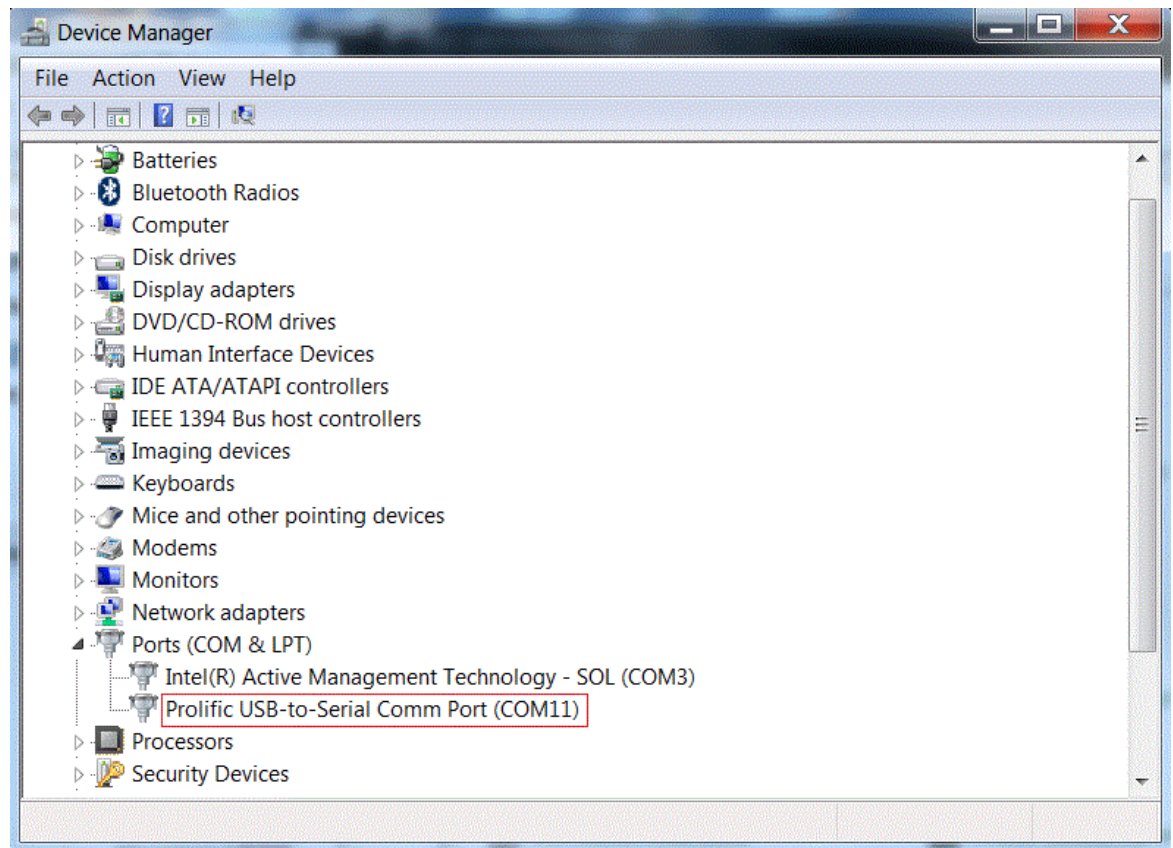 Device Manager
File Action View Help
Batteries
Bluetooth Radios
Computer
Disk drives
Display adapters
DVD/CD-ROM drives
Human Interface Devices
IDE ATA/ATAPI controllers
IEEE 1394 Bus host controllers
Imaging devices
Keyboards
Mice and other pointing devices
Modems
Monitors
Network adapters
Ports (COM & LPT)
Intel(R) Active Management Technology - SOL (COM3)
Prolific USB-to-Serial Comm Port (COM11)
Processors
Security Devices